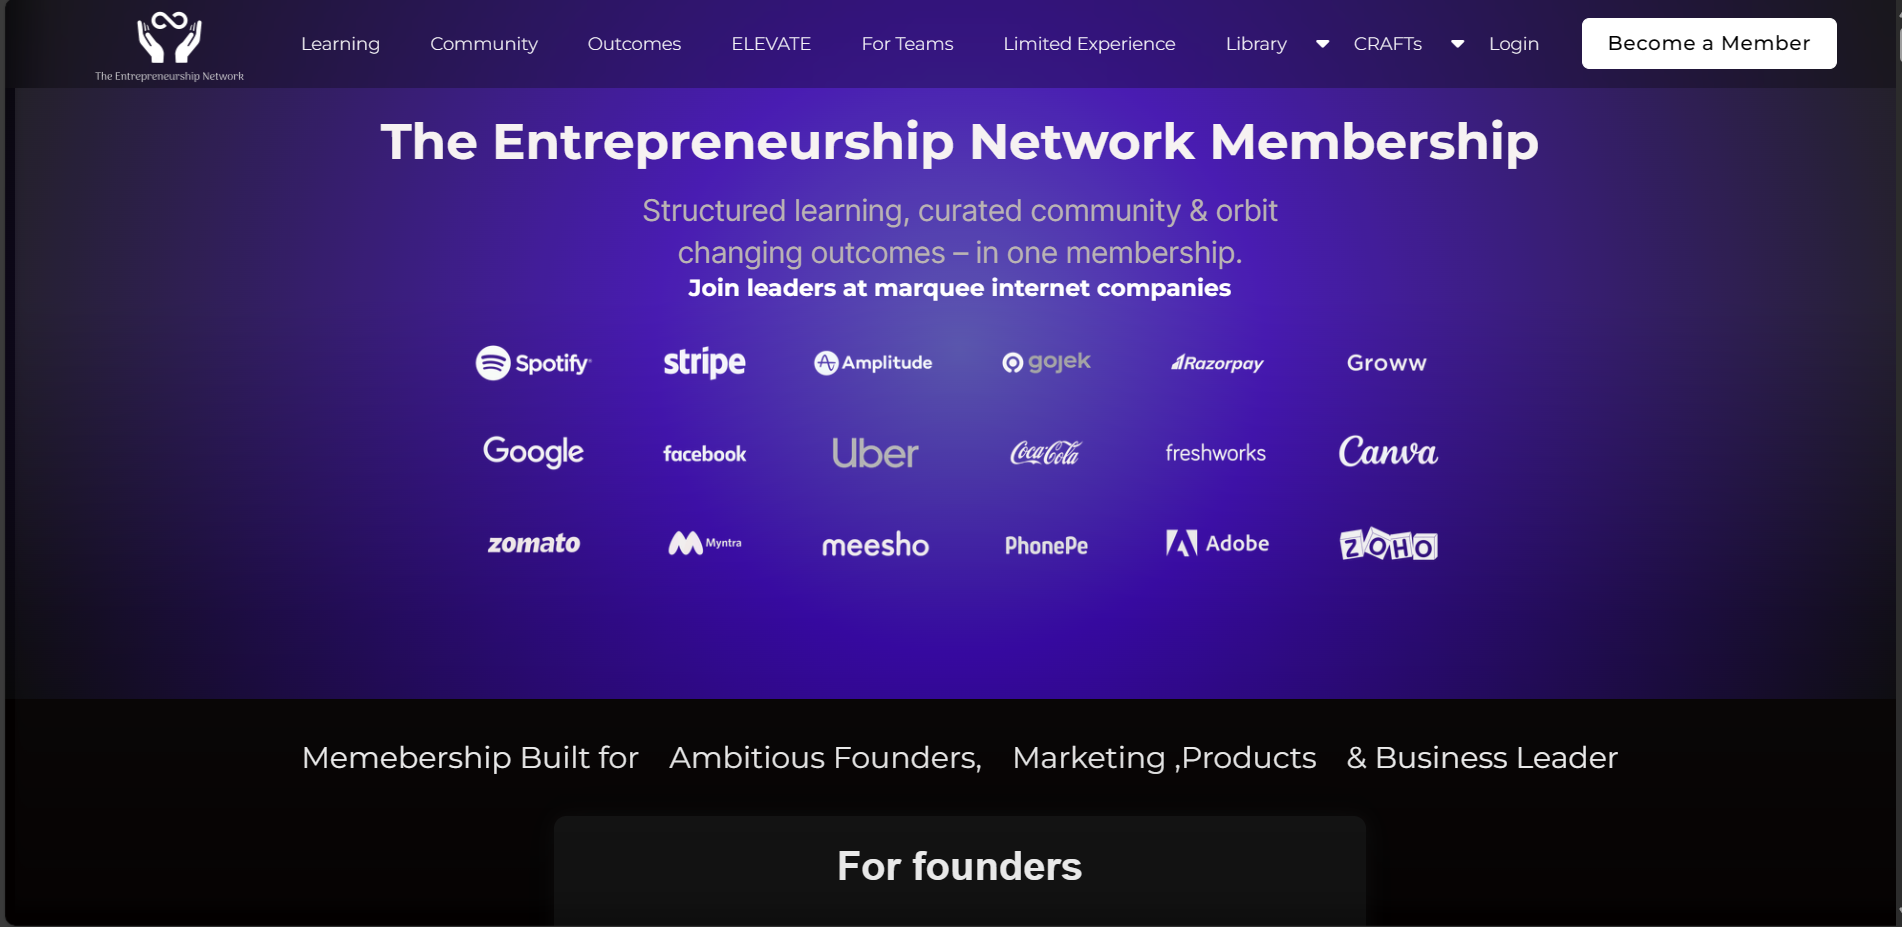 The Entrepreneurship Network
Learning Community Outcomes ELEVATE For Teams Limited Experience Library CRAFTs Login Become a Member
The Entrepreneurship Network Membership
Structured learning, curated community & orbit
changing outcomes – in one membership.
Join leaders at marquee internet companies
Spotify stripe Amplitude gojek Razorpay Groww
Google facebook Uber Coca-Cola freshworks Canva
zomato Myntra meesho PhonePe Adobe ZOHO
Memebership Built for Ambitious Founders, Marketing ,Products & Business Leader
For founders